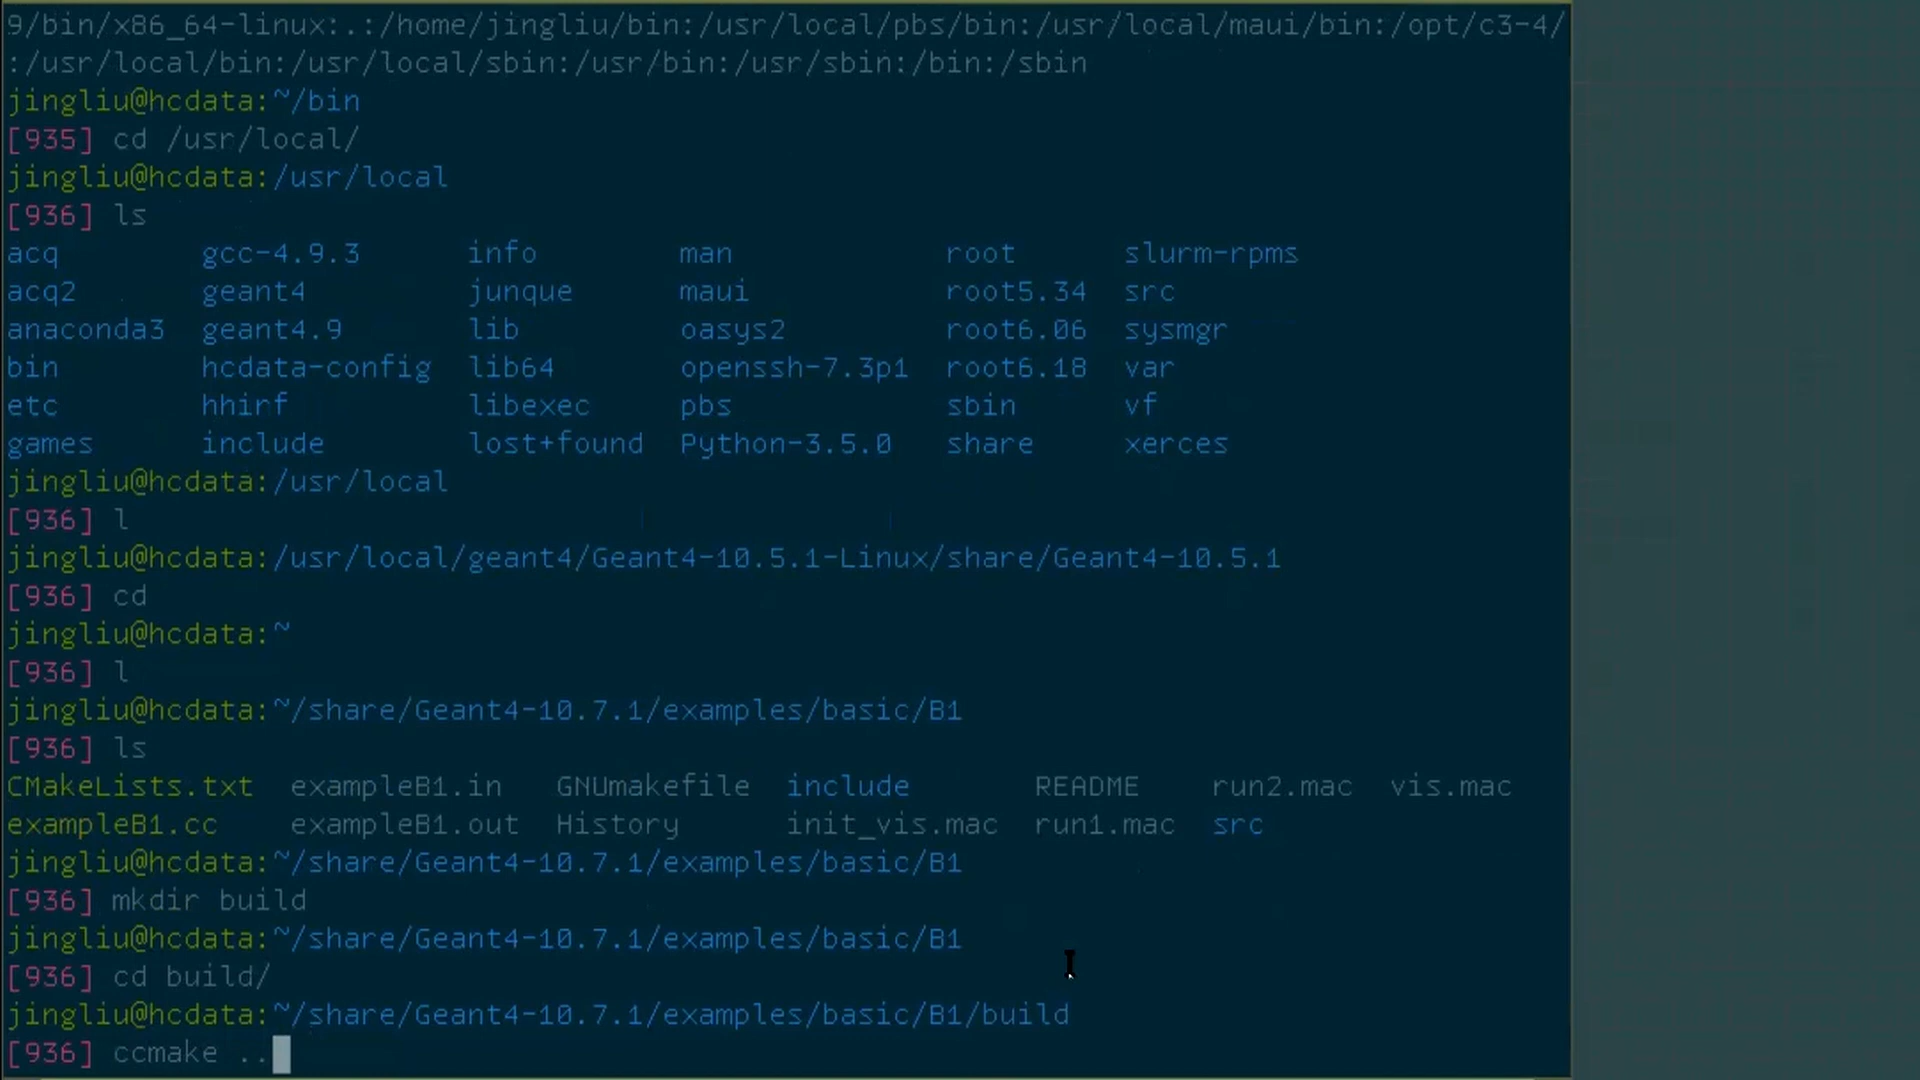 9/bin/x86_64-linux:.:/home/jingliu/bin:/usr/local/pbs/bin:/usr/local/maui/bin:/opt/c3-4/
:/usr/local/bin:/usr/local/sbin:/usr/bin:/usr/sbin:/bin:/sbin
jingliu@hcdata:~/bin
[935] cd /usr/local/
jingliu@hcdata:/usr/local
[936] ls
acq gcc-4.9.3 info man root slurm-rpms
acq2 geant4 junque maui root5.34 src
anaconda3 geant4.9 lib oasys2 root6.06 sysmgr
bin hcdata-config lib64 openssh-7.3p1 root6.18 var
etc hhinf libexec pbs sbin vf
games include lost+found Python-3.5.0 share xerces
jingliu@hcdata:/usr/local
[936] l
jingliu@hcdata:/usr/local/geant4/Geant4-10.5.1-Linux/share/Geant4-10.5.1
[936] cd
jingliu@hcdata:~
[936] l
jingliu@hcdata:~/share/Geant4-10.7.1/examples/basic/B1
[936] ls
CMakeLists.txt exampleB1.in GNUmakefile include README run2.mac vis.mac
exampleB1.cc exampleB1.out History init_vis.mac run1.mac src
jingliu@hcdata:~/share/Geant4-10.7.1/examples/basic/B1
[936] mkdir build
jingliu@hcdata:~/share/Geant4-10.7.1/examples/basic/B1
[936] cd build/
jingliu@hcdata:~/share/Geant4-10.7.1/examples/basic/B1/build
[936] ccmake ..